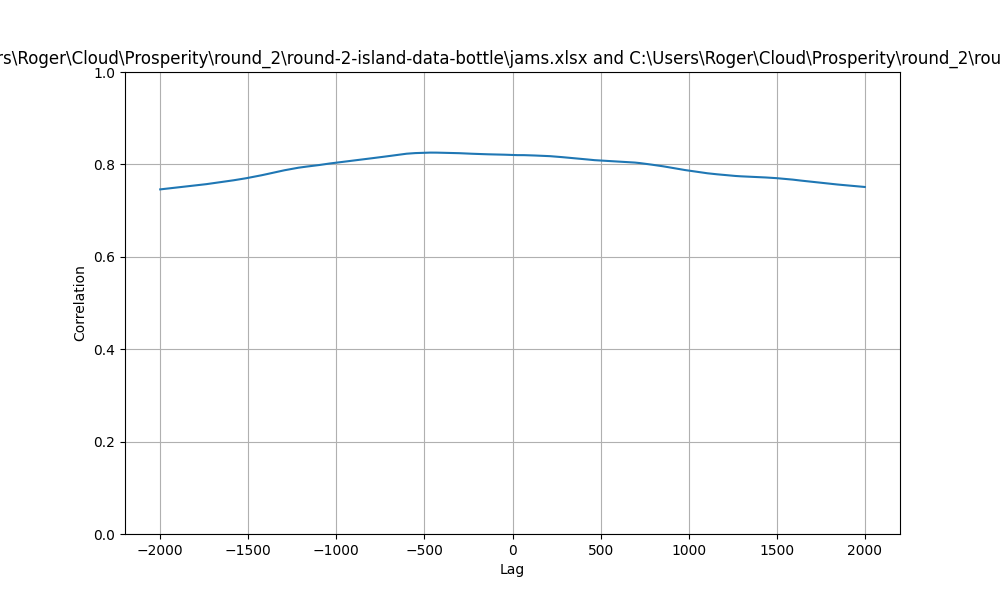 rs\Roger\Cloud\Prosperity\round_2\round-2-island-data-bottle\jams.xlsx and C:\Users\Roger\Cloud\Prosperity\round_2\rou
1.0
0.8
0.6
0.4
0.2
0.0
Correlation
−2000 −1500 −1000 −500 0 500 1000 1500 2000
Lag